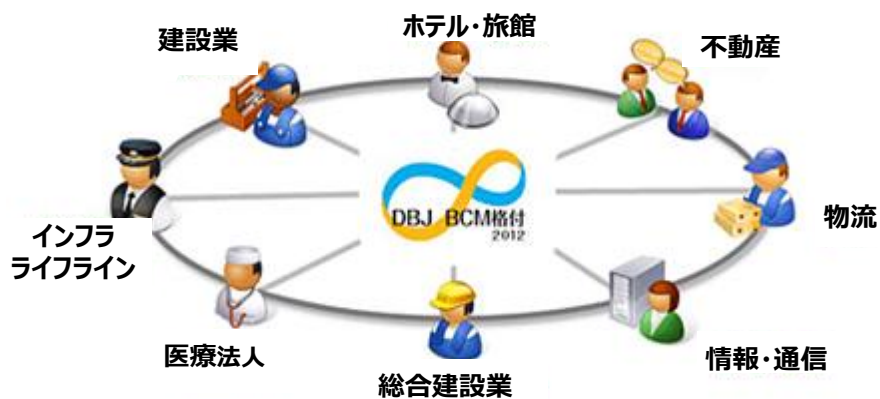 ホテル・旅館
建設業
不動産
インフラ
ライフライン
DBJ BCM格付
2012
物流
医療法人
総合建設業
情報・通信